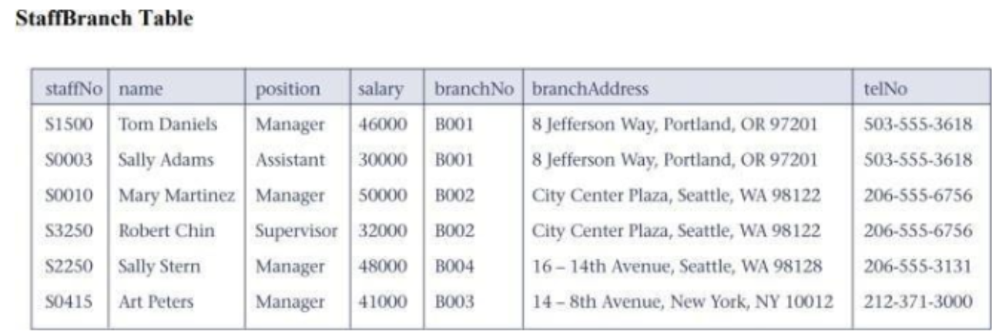 StaffBranch Table
staffNo name position salary branchNo branchAddress telNo
S1500 Tom Daniels Manager 46000 B001 8 Jefferson Way, Portland, OR 97201 503-555-3618
S0003 Sally Adams Assistant 30000 B001 8 Jefferson Way, Portland, OR 97201 503-555-3618
S0010 Mary Martinez Manager 50000 B002 City Center Plaza, Seattle, WA 98122 206-555-6756
S3250 Robert Chin Supervisor 32000 B002 City Center Plaza, Seattle, WA 98122 206-555-6756
S2250 Sally Stern Manager 48000 B004 16 – 14th Avenue, Seattle, WA 98128 206-555-3131
S0415 Art Peters Manager 41000 B003 14 – 8th Avenue, New York, NY 10012 212-371-3000